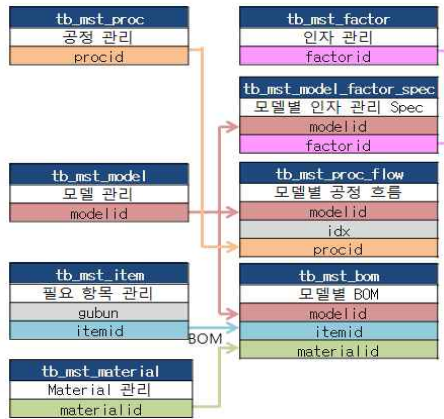 tb_mst_proc
공정 관리
procid
tb_mst_factor
인자 관리
factorid
tb_mst_model_factor_spec
모델별 인자 관리 Spec
modelid
factorid
tb_mst_model
모델 관리
modelid
tb_mst_proc_flow
모델별 공정 흐름
modelid
idx
procid
tb_mst_item
필요 항목 관리
gubun
itemid
BOM
tb_mst_bom
모델별 BOM
modelid
itemid
materialid
tb_mst_material
Material 관리
materialid